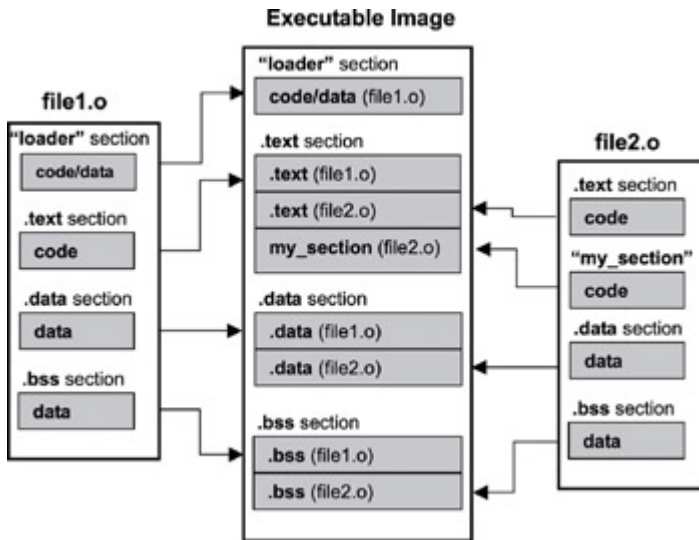 Executable Image
file1.o
"loader" section
code/data
.text section
code
.data section
data
.bss section
data
"loader" section
code/data (file1.o)
.text section
.text (file1.o)
.text (file2.o)
my_section (file2.o)
.data section
.data (file1.o)
.data (file2.o)
.bss section
.bss (file1.o)
.bss (file2.o)
file2.o
.text section
code
"my_section"
code
.data section
data
.bss section
data